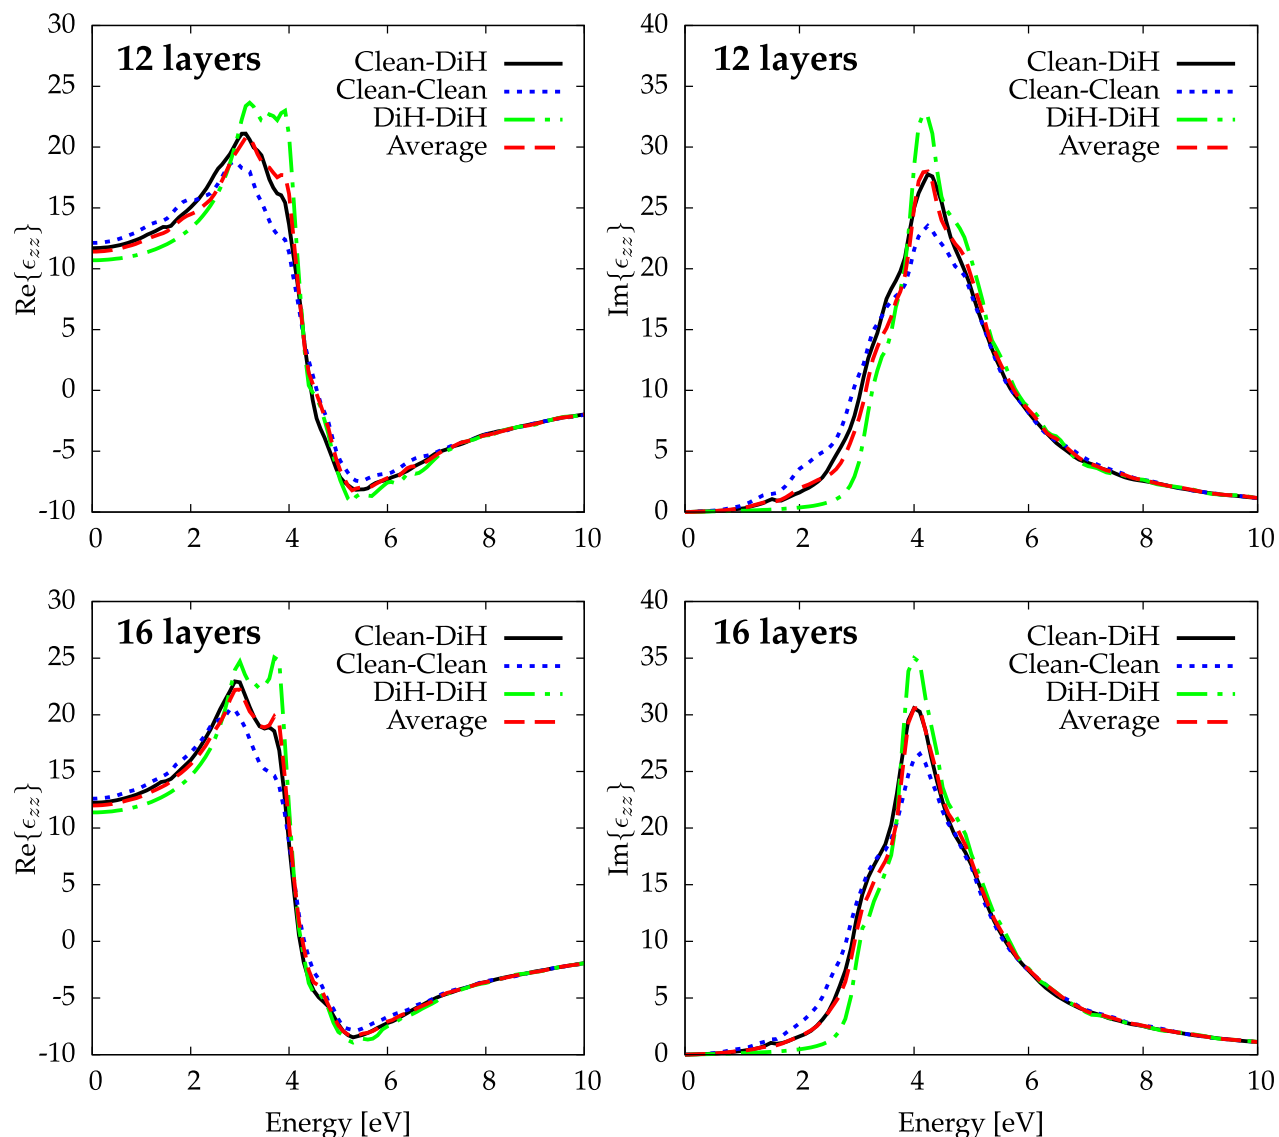 12 layers
Clean-DiH
Clean-Clean
DiH-DiH
Average
Re{ϵzz}
30
25
20
15
10
5
0
-5
-10
0 2 4 6 8 10
12 layers
Clean-DiH
Clean-Clean
DiH-DiH
Average
Im{ϵzz}
40
35
30
25
20
15
10
5
0
0 2 4 6 8 10
16 layers
Clean-DiH
Clean-Clean
DiH-DiH
Average
Re{ϵzz}
30
25
20
15
10
5
0
-5
-10
0 2 4 6 8 10
Energy [eV]
16 layers
Clean-DiH
Clean-Clean
DiH-DiH
Average
Im{ϵzz}
40
35
30
25
20
15
10
5
0
0 2 4 6 8 10
Energy [eV]